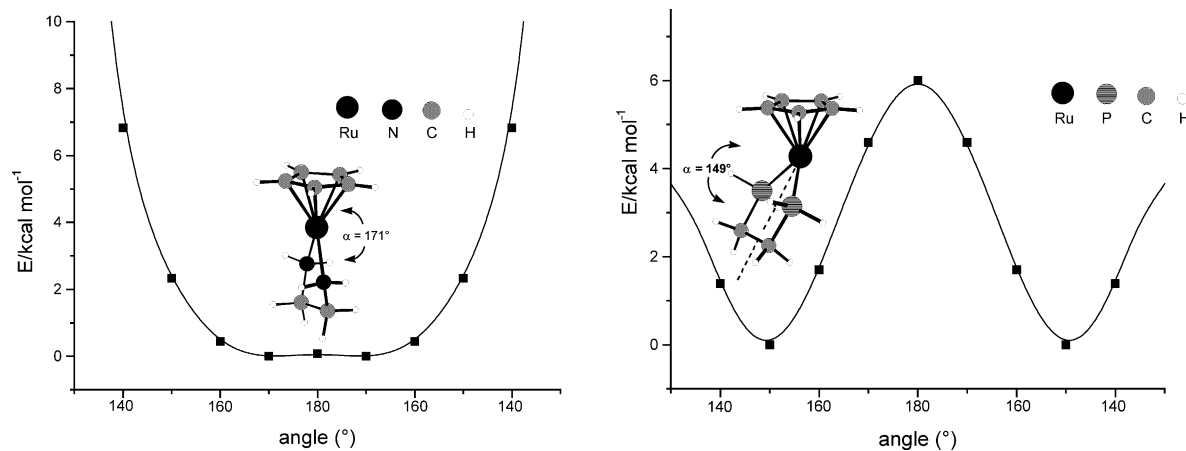 10
8
6
4
2
0
E/kcal mol⁻¹
Ru N C H
α = 171°
140 160 180 160 140
angle (°)
6
4
2
0
E/kcal mol⁻¹
Ru P C H
α = 149°
140 160 180 160 140
angle (°)